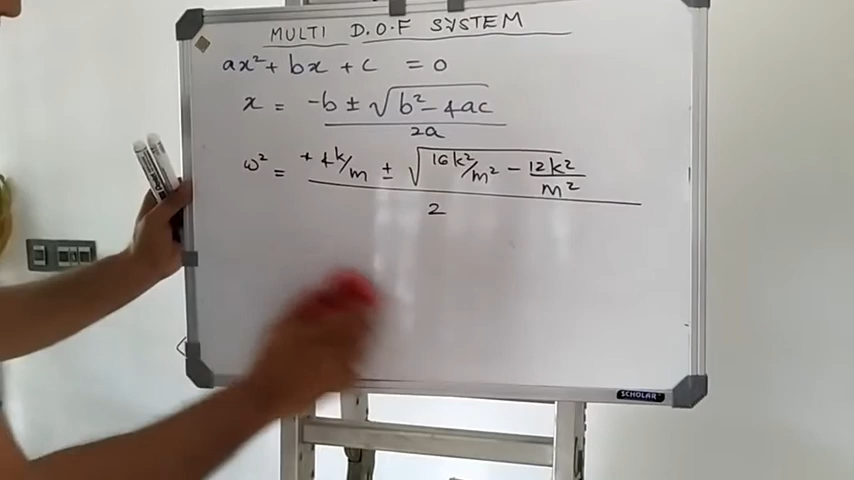 MULTI D.O.F SYSTEM
ax² + bx + c = 0
x = -b ± √(b² - 4ac) / 2a
ω² = + 4k/m ± √(16k²/m² - 12k²/m²) / 2
SCHOLAR